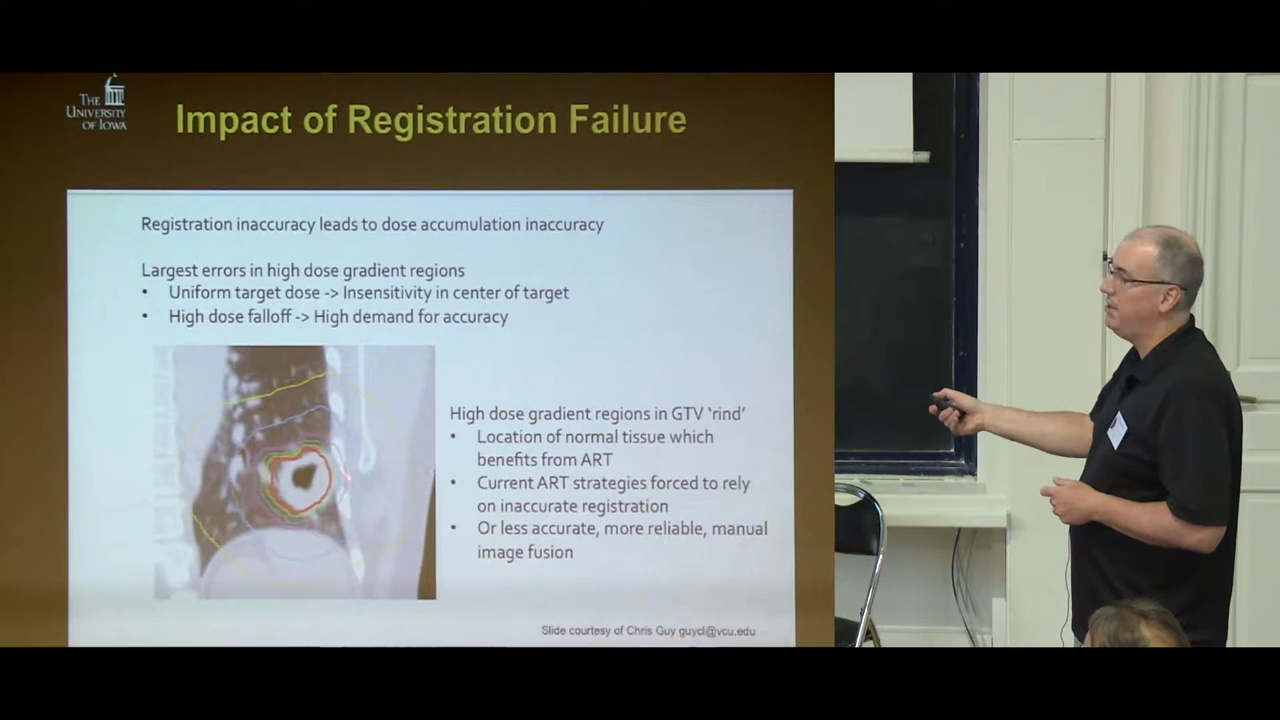 THE
UNIVERSITY
OF IOWA
Impact of Registration Failure
Registration inaccuracy leads to dose accumulation inaccuracy
Largest errors in high dose gradient regions
• Uniform target dose -> Insensitivity in center of target
• High dose falloff -> High demand for accuracy
High dose gradient regions in GTV ‘rind’
• Location of normal tissue which
benefits from ART
• Current ART strategies forced to rely
on inaccurate registration
• Or less accurate, more reliable, manual
image fusion
Slide courtesy of Chris Guy guycl@vcu.edu